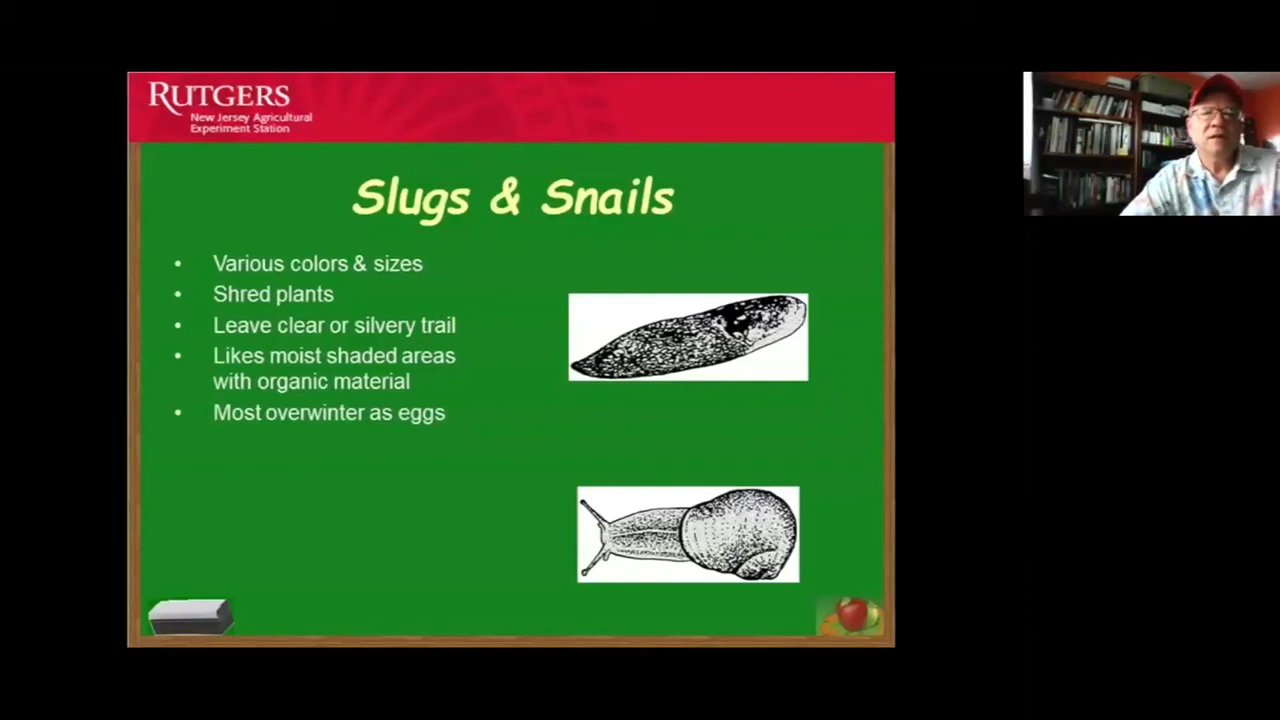 RUTGERS
New Jersey Agricultural
Experiment Station
Slugs & Snails
• Various colors & sizes
• Shred plants
• Leave clear or silvery trail
• Likes moist shaded areas
with organic material
• Most overwinter as eggs